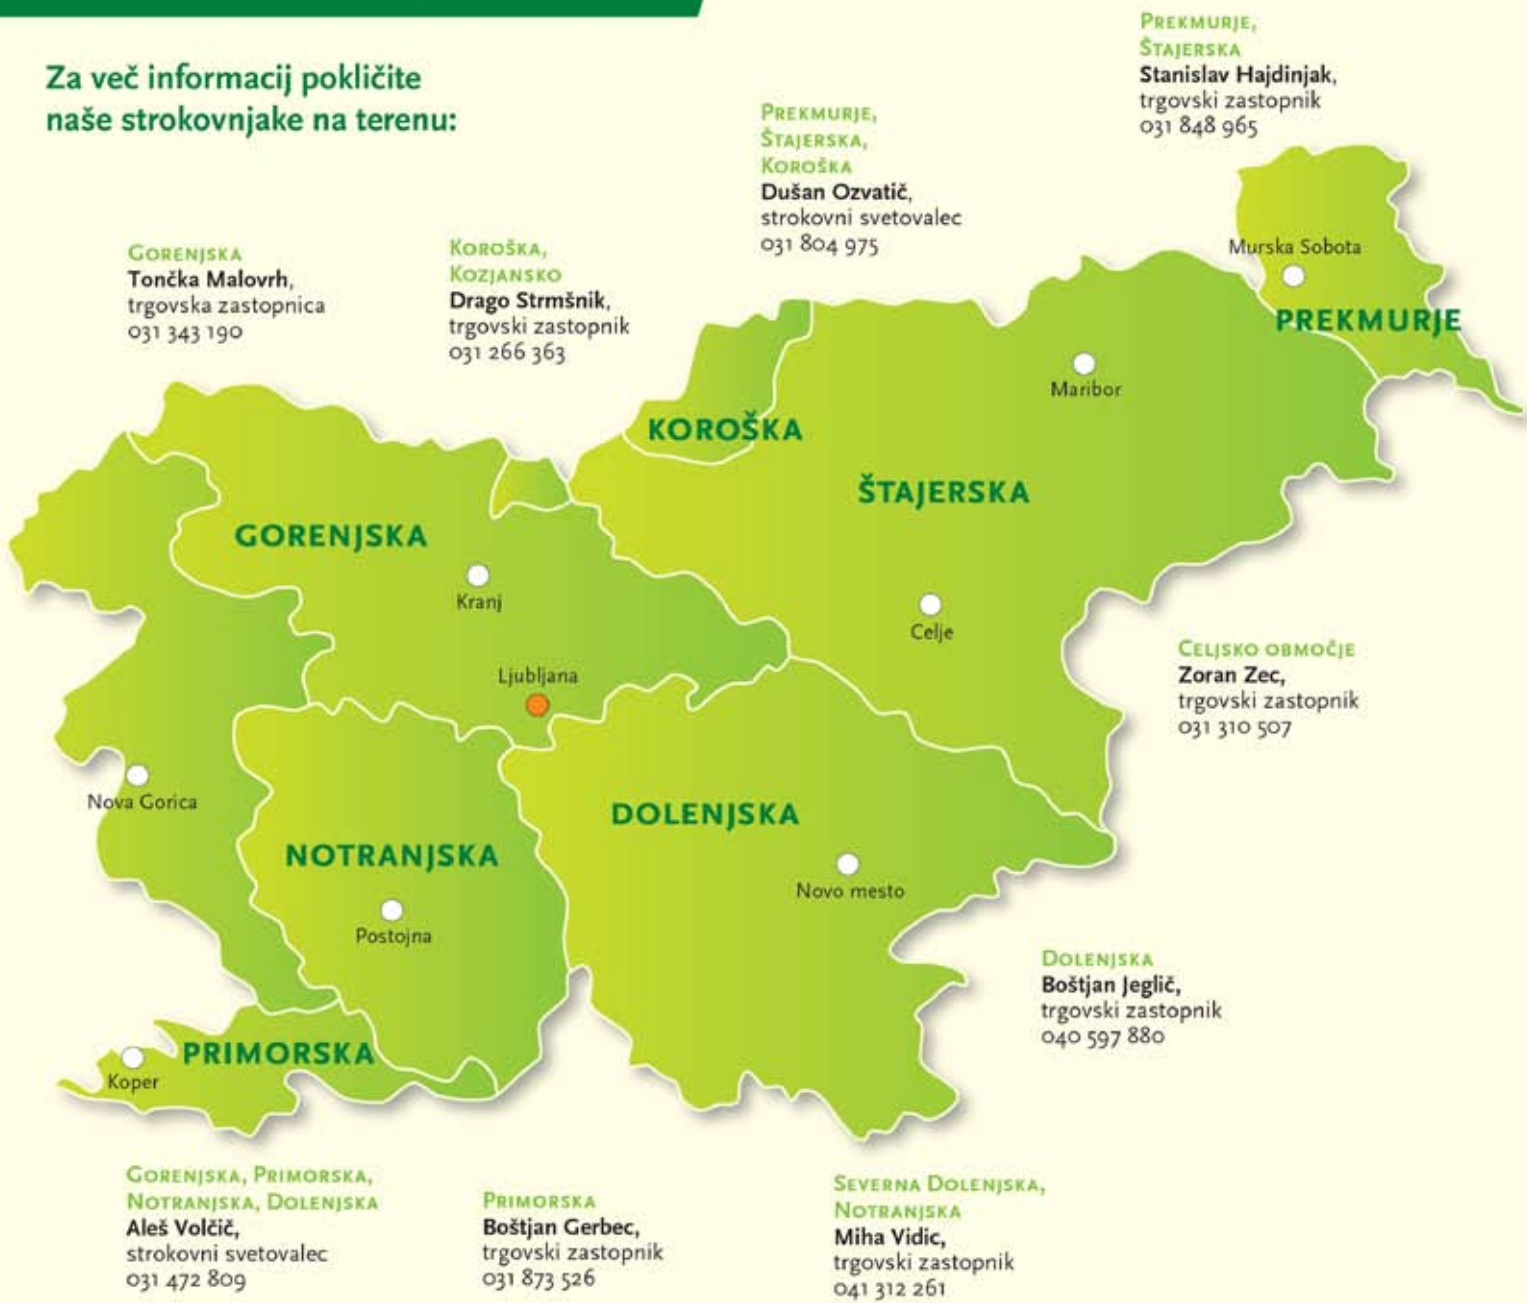 Za več informacij pokličite
naše strokovnjake na terenu:
PREKMURJE,
ŠTAJERSKA
Stanislav Hajdinjak,
trgovski zastopnik
031 848 965
PREKMURJE,
ŠTAJERSKA,
KOROŠKA
Dušan Ozvatič,
strokovni svetovalec
031 804 975
GORENJSKA
Tončka Malovrh,
trgovska zastopnica
031 343 190
KOROŠKA,
KOZJANSKO
Drago Strmšnik,
trgovski zastopnik
031 266 363
Murska Sobota
PREKMURJE
Maribor
KOROŠKA
ŠTAJERSKA
GORENJSKA
Kranj
Celje
Ljubljana
CELJSKO OBMOČJE
Zoran Zec,
trgovski zastopnik
031 310 507
Nova Gorica
DOLENJSKA
NOTRANJSKA
Novo mesto
Postojna
DOLENJSKA
Boštjan Jeglič,
trgovski zastopnik
040 597 880
PRIMORSKA
Koper
GORENJSKA, PRIMORSKA,
NOTRANJSKA, DOLENJSKA
Aleš Volčič,
strokovni svetovalec
031 472 809
PRIMORSKA
Boštjan Gerbec,
trgovski zastopnik
031 873 526
SEVERNA DOLENJSKA,
NOTRANJSKA
Miha Vidic,
trgovski zastopnik
041 312 261